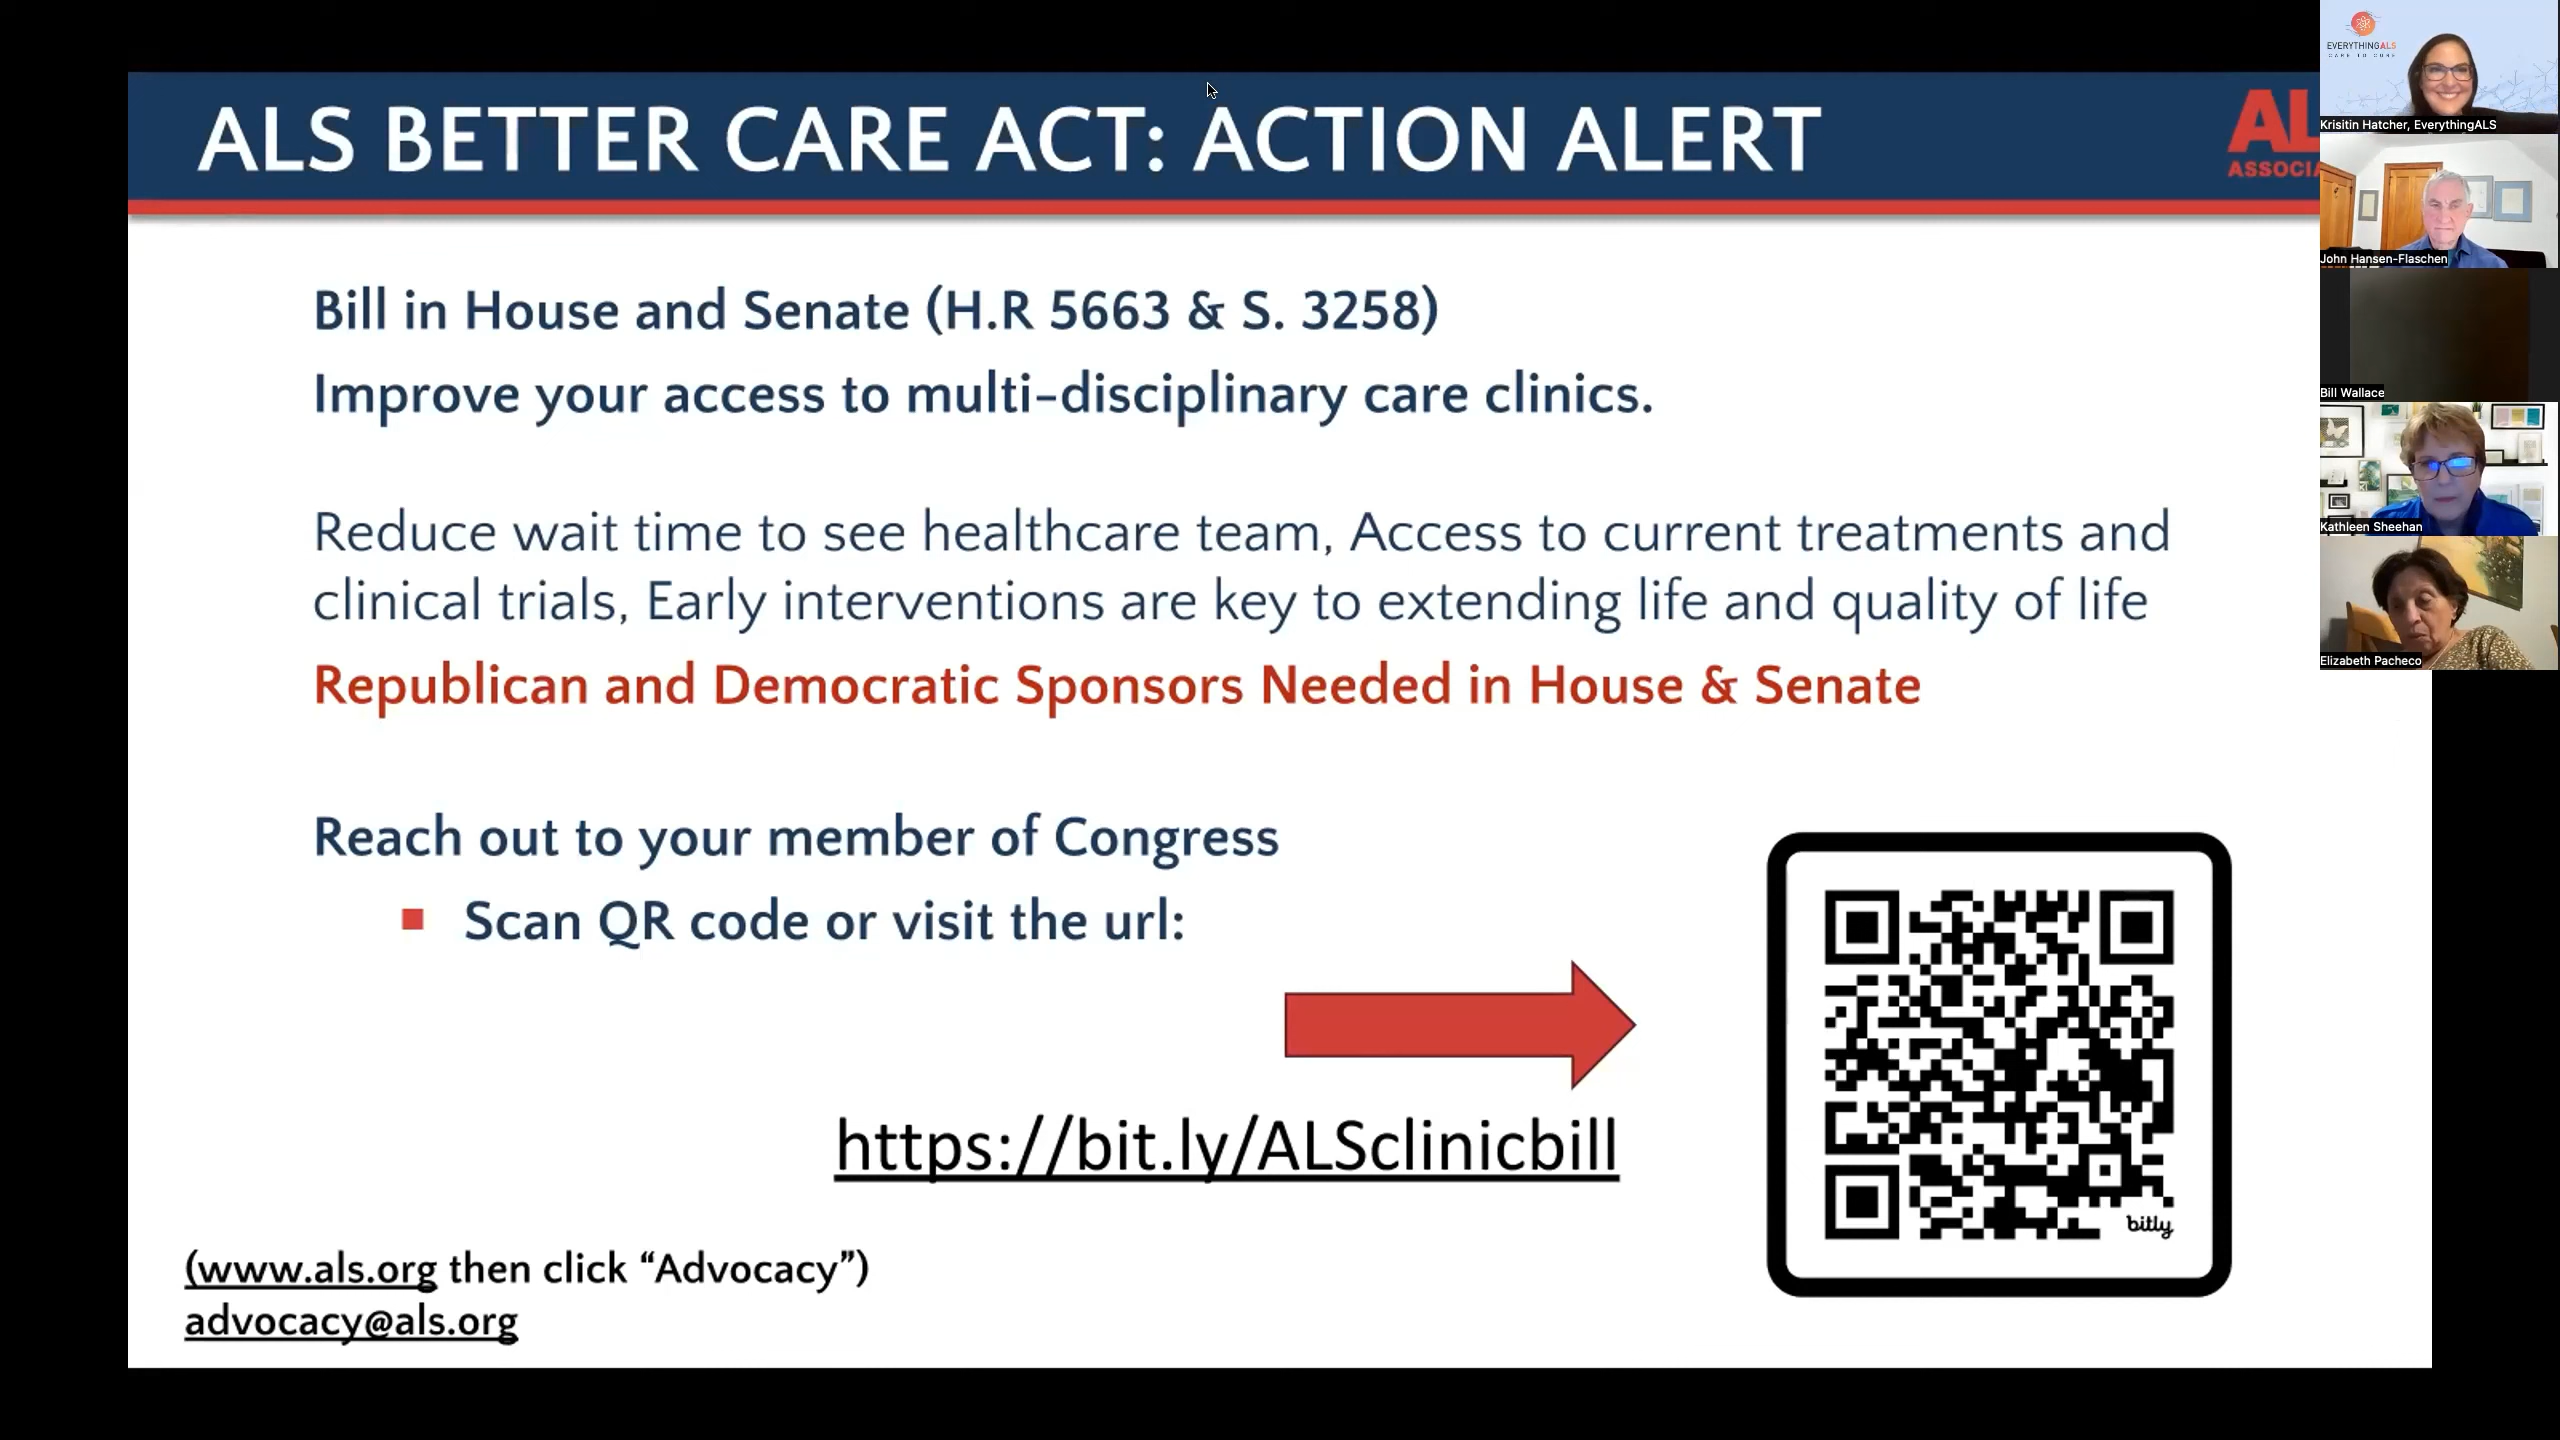 ALS BETTER CARE ACT: ACTION ALERT
AL
ASSOCIA
Bill in House and Senate (H.R 5663 & S. 3258)
Improve your access to multi-disciplinary care clinics.
Reduce wait time to see healthcare team, Access to current treatments and
clinical trials, Early interventions are key to extending life and quality of life
Republican and Democratic Sponsors Needed in House & Senate
Reach out to your member of Congress
Scan QR code or visit the url:
https://bit.ly/ALSclinicbill
bitly
(www.als.org then click “Advocacy”)
advocacy@als.org
EVERYTHINGALS
CARE TO CURE
Krisitin Hatcher, EverythingALS
John Hansen-Flaschen
Bill Wallace
Kathleen Sheehan
Elizabeth Pacheco